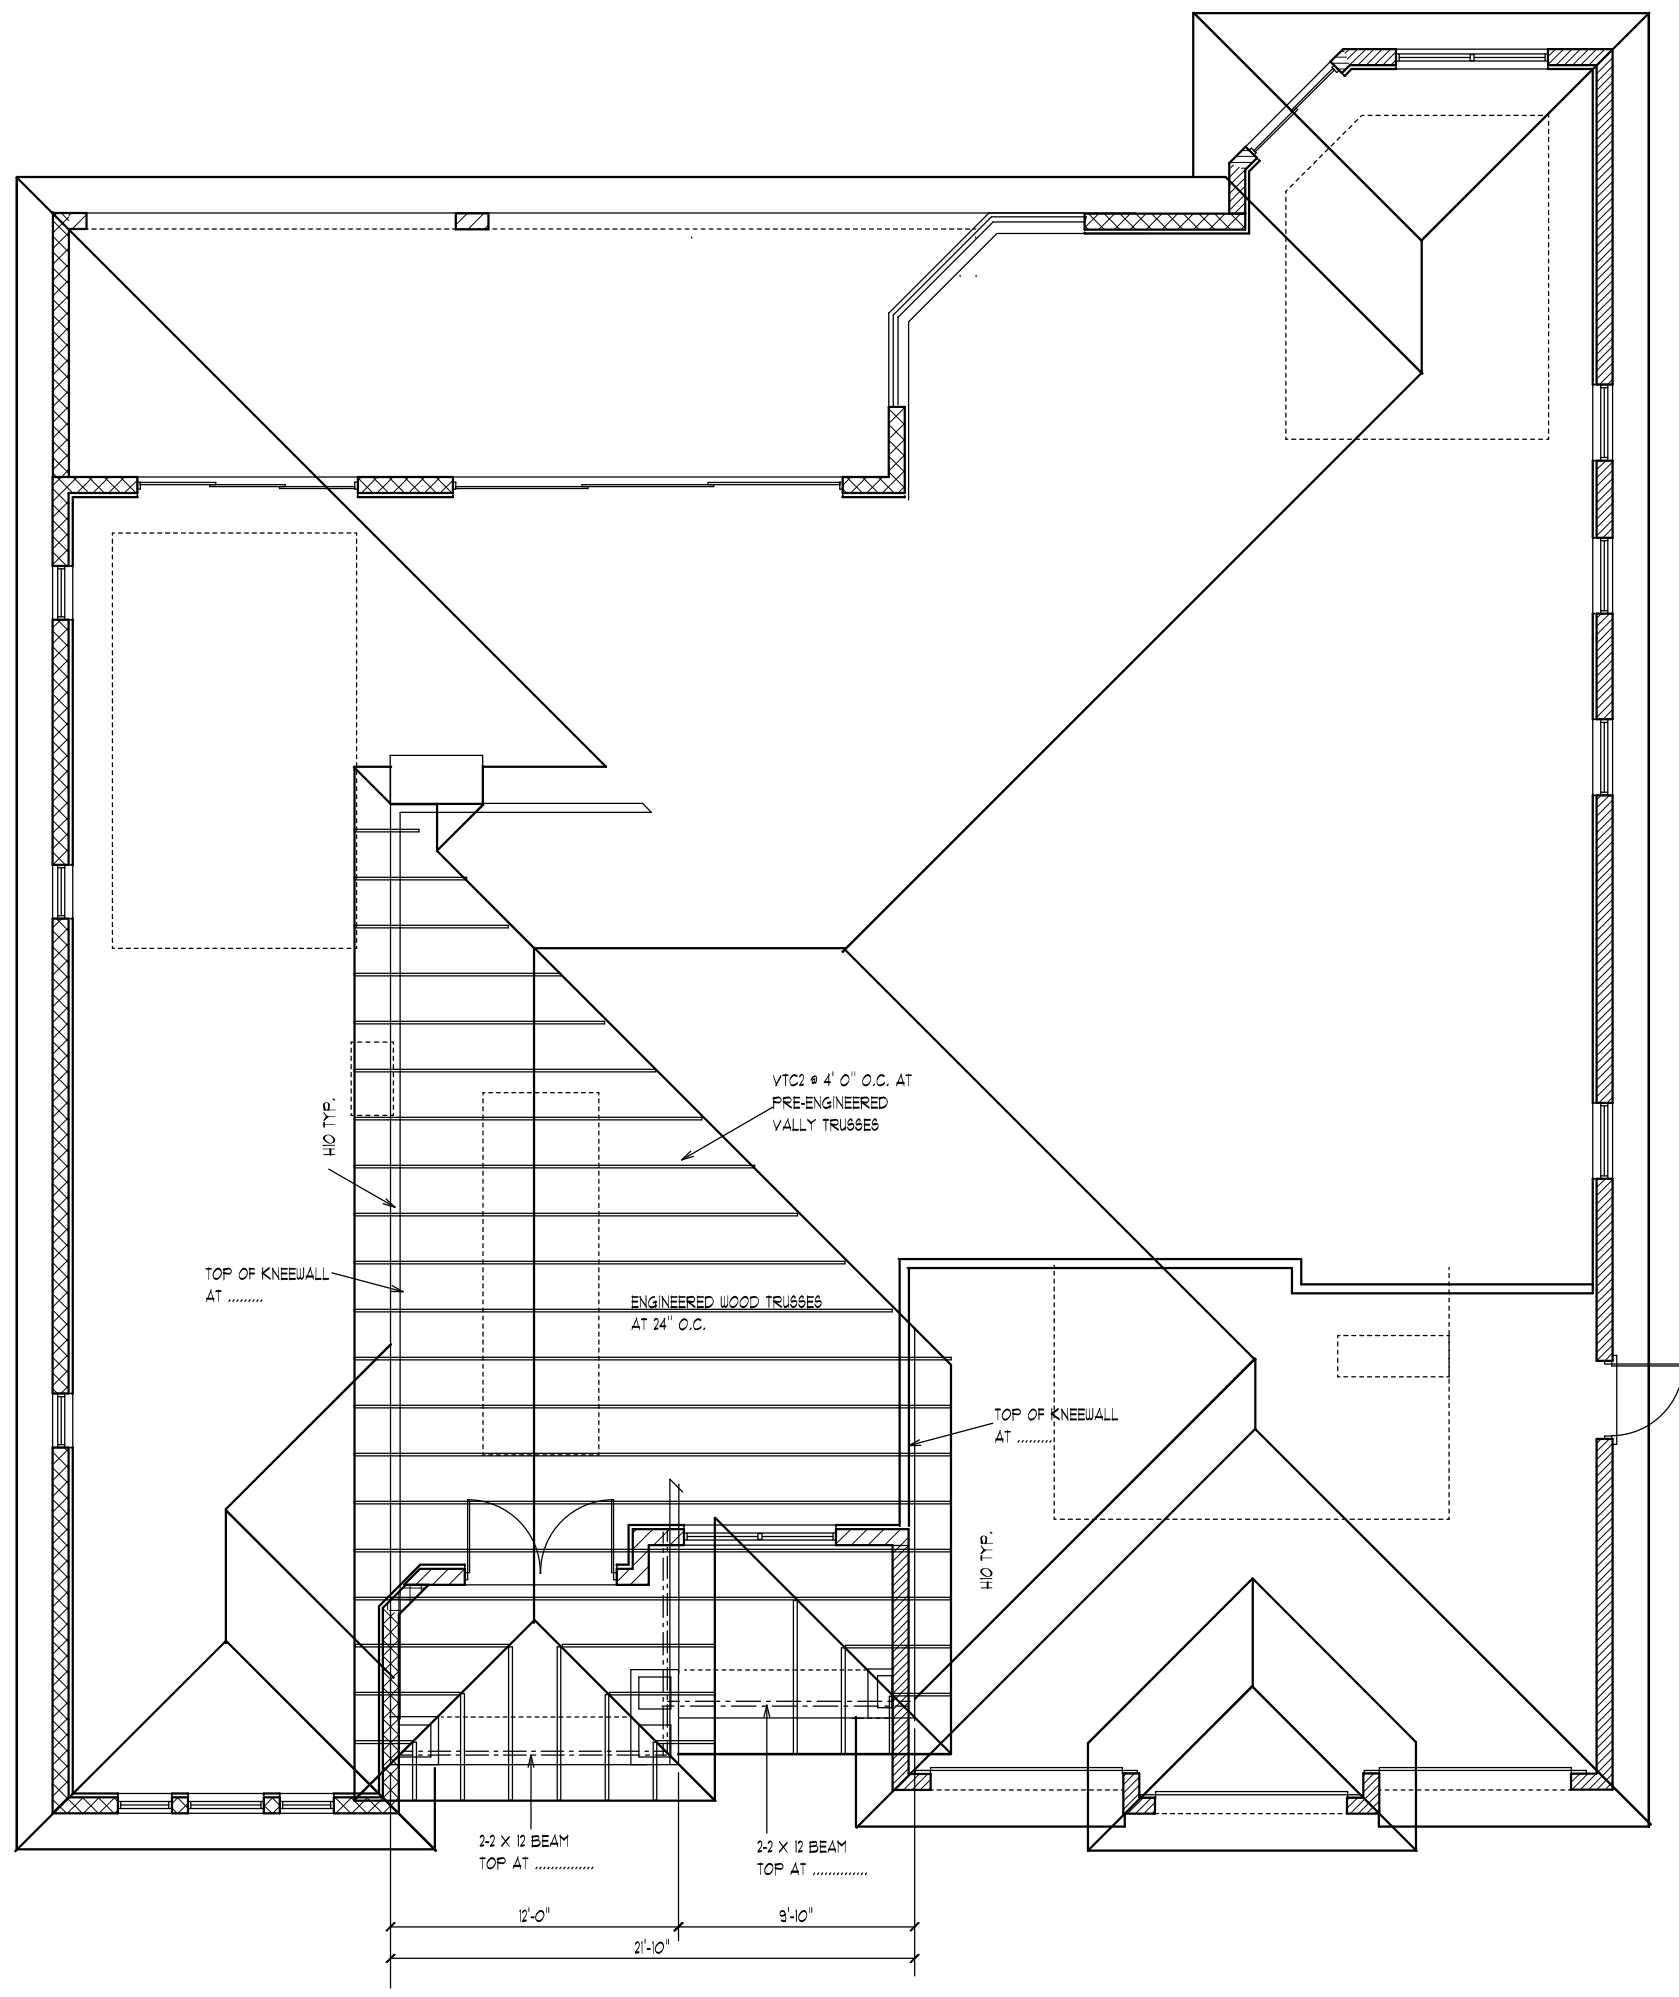 VTC2 @ 4' 0" O.C. AT
PRE-ENGINEERED
VALLY TRUSSES
H10 TYP.
TOP OF KNEEWALL
AT .........
ENGINEERED WOOD TRUSSES
AT 24" O.C.
TOP OF KNEEWALL
AT .........
H10 TYP.
2-2 X 12 BEAM
TOP AT ...............
2-2 X 12 BEAM
TOP AT ..............
12'-0"
9'-10"
21'-10"